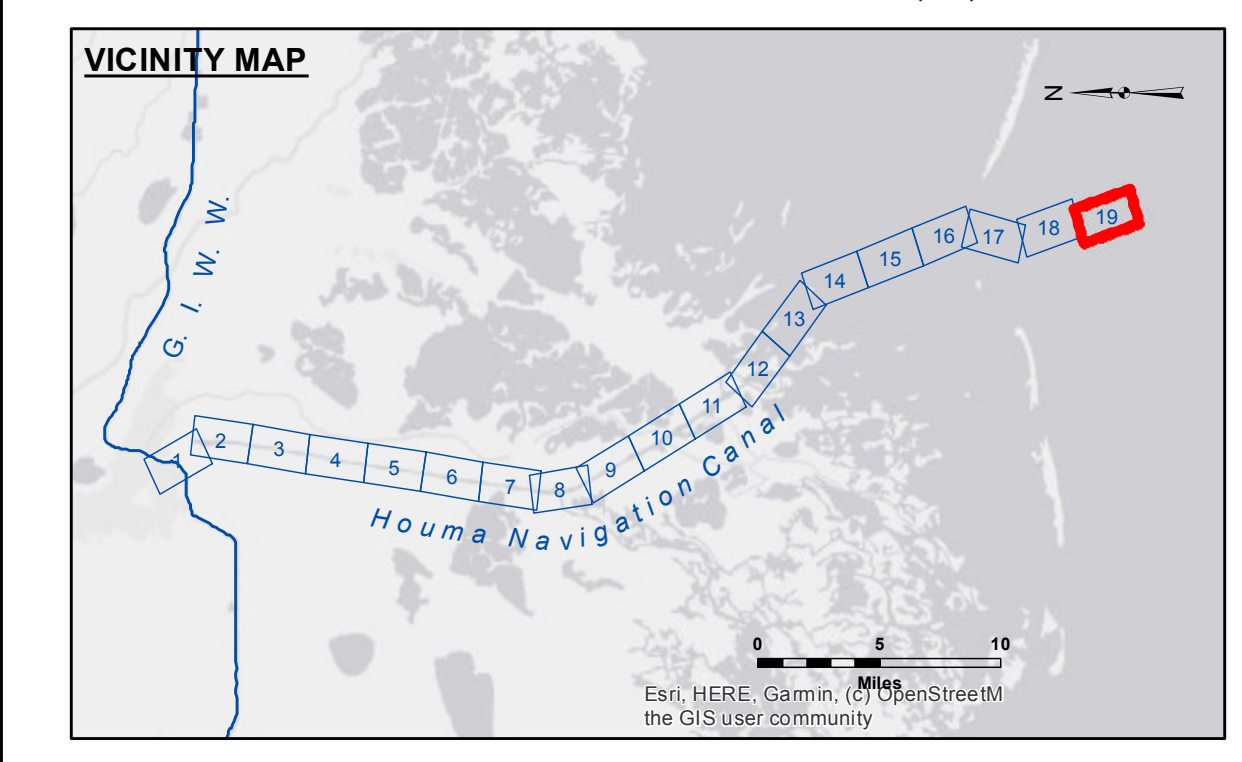 VICINITY MAP
N
G. I. W. W.
1
2
3
4
5
6
7
8
9
10
11
12
13
14
15
16
17
18
19
Houma Navigation Canal
0 5 10
Miles
Esri, HERE, Garmin, (c) OpenStreetM
the GIS user community